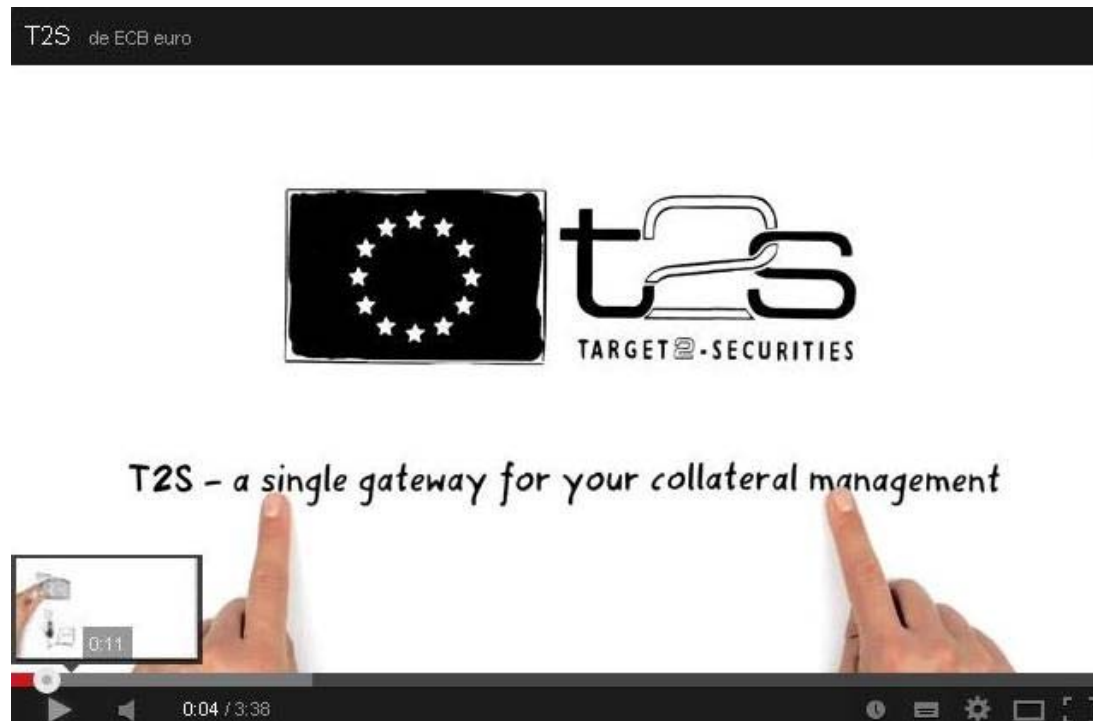 T2S de ECB euro
t2s
TARGET2-SECURITIES
T2S - a single gateway for your collateral management
0:11
0:04 / 3:38